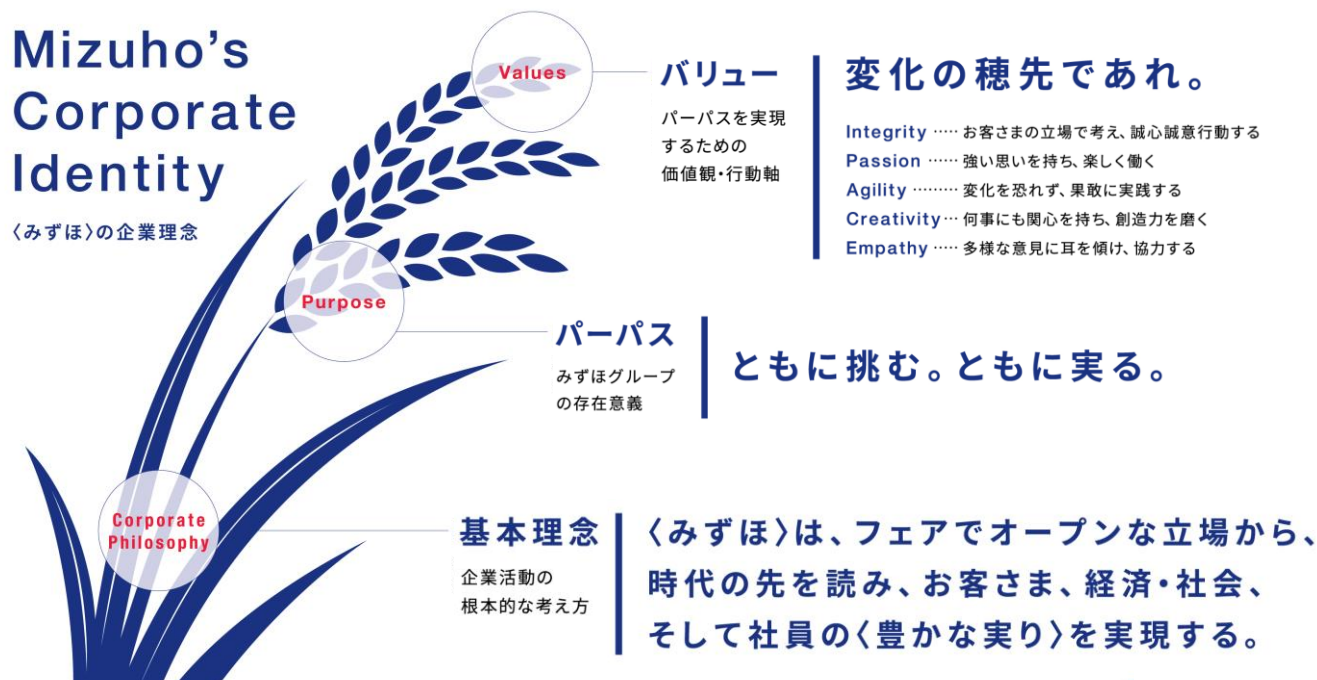 Mizuho's
Corporate
Identity
〈みずほ〉の企業理念
Values
バリュー
パーパスを実現
するための
価値観・行動軸
変化の穂先であれ。
Integrity ····· お客さまの立場で考え、誠心誠意行動する
Passion ······ 強い思いを持ち、楽しく働く
Agility ········· 変化を恐れず、果敢に実践する
Creativity ··· 何事にも関心を持ち、創造力を磨く
Empathy ····· 多様な意見に耳を傾け、協力する
Purpose
パーパス
みずほグループ
の存在意義
ともに挑む。ともに実る。
Corporate
Philosophy
基本理念
企業活動の
根本的な考え方
〈みずほ〉は、フェアでオープンな立場から、
時代の先を読み、お客さま、経済・社会、
そして社員の〈豊かな実り〉を実現する。